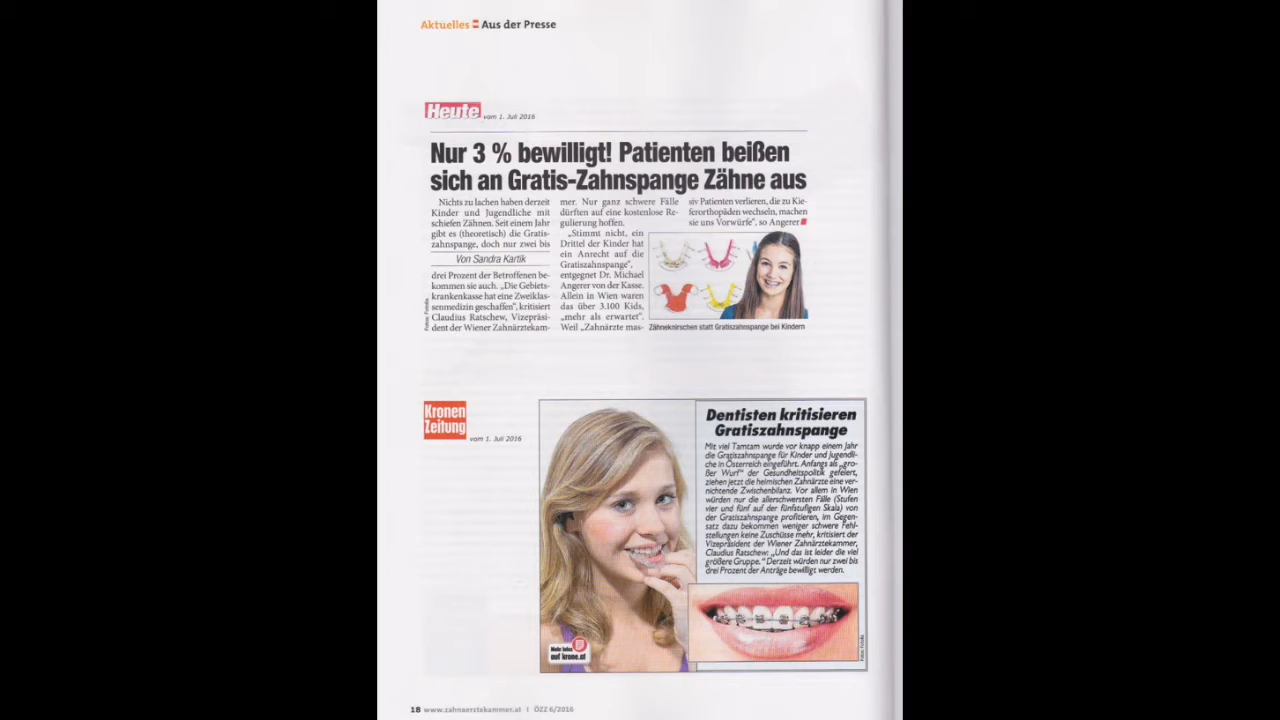 Aktuelles Aus der Presse
Heute vom 1. Juli 2016
Nur 3 % bewilligt! Patienten beißen
sich an Gratis-Zahnspange Zähne aus
Nichts zu lachen haben derzeit
Kinder und Jugendliche mit
schiefen Zähnen. Seit einem Jahr
gibt es (theoretisch) die Gratis-
zahnspange, doch nur zwei bis
Von Sandra Kartik
drei Prozent der Betroffenen be-
kommen sie auch. „Die Gebiets-
krankenkasse hat eine Zweiklas-
senmedizin geschaffen“, kritisiert
Claudius Ratschew, Vizepräsi-
dent der Wiener Zahnärztekam-
mer. Nur ganz schwere Fälle
dürften auf eine kostenlose Re-
gulierung hoffen.
„Stimmt nicht, ein
Drittel der Kinder hat
ein Anrecht auf die
Gratiszahnspange“,
entgegnet Dr. Michael
Angerer von der Kasse.
Allein in Wien waren
das über 3.100 Kids,
„mehr als erwartet“.
Weil „Zahnärzte mas-
siv Patienten verlieren, die zu Kie-
ferorthopäden wechseln, machen
sie uns Vorwürfe“, so Angerer
Zähneknirschen statt Gratiszahnspange bei Kindern
Fotos: Fotolia
Kronen
Zeitung
vom 1. Juli 2016
Dentisten kritisieren
Gratiszahnspange
Mit viel Tamtam wurde vor knapp einem Jahr
die Gratiszahnspange für Kinder und Jugendli-
che in Österreich eingeführt. Anfangs als „gro-
ßer Wurf“ der Gesundheitspolitik gefeiert,
ziehen jetzt die heimischen Zahnärzte eine ver-
nichtende Zwischenbilanz. Vor allem in Wien
würden nur die allerschwersten Fälle (Stufen
vier und fünf auf der fünfstufigen Skala) von
der Gratiszahnspange profitieren, im Gegen-
satz dazu bekommen weniger schwere Fehl-
stellungen keine Zuschüsse mehr, kritisiert der
Vizepräsident der Wiener Zahnärztekammer,
Claudius Ratschew: „Und das ist leider die viel
größere Gruppe.“ Derzeit würden nur zwei bis
drei Prozent der Anträge bewilligt werden.
Mehr Infos
auf krone.at
Fotos: Fotolia
18 www.zahnaerztekammer.at | ÖZZ 6/2016